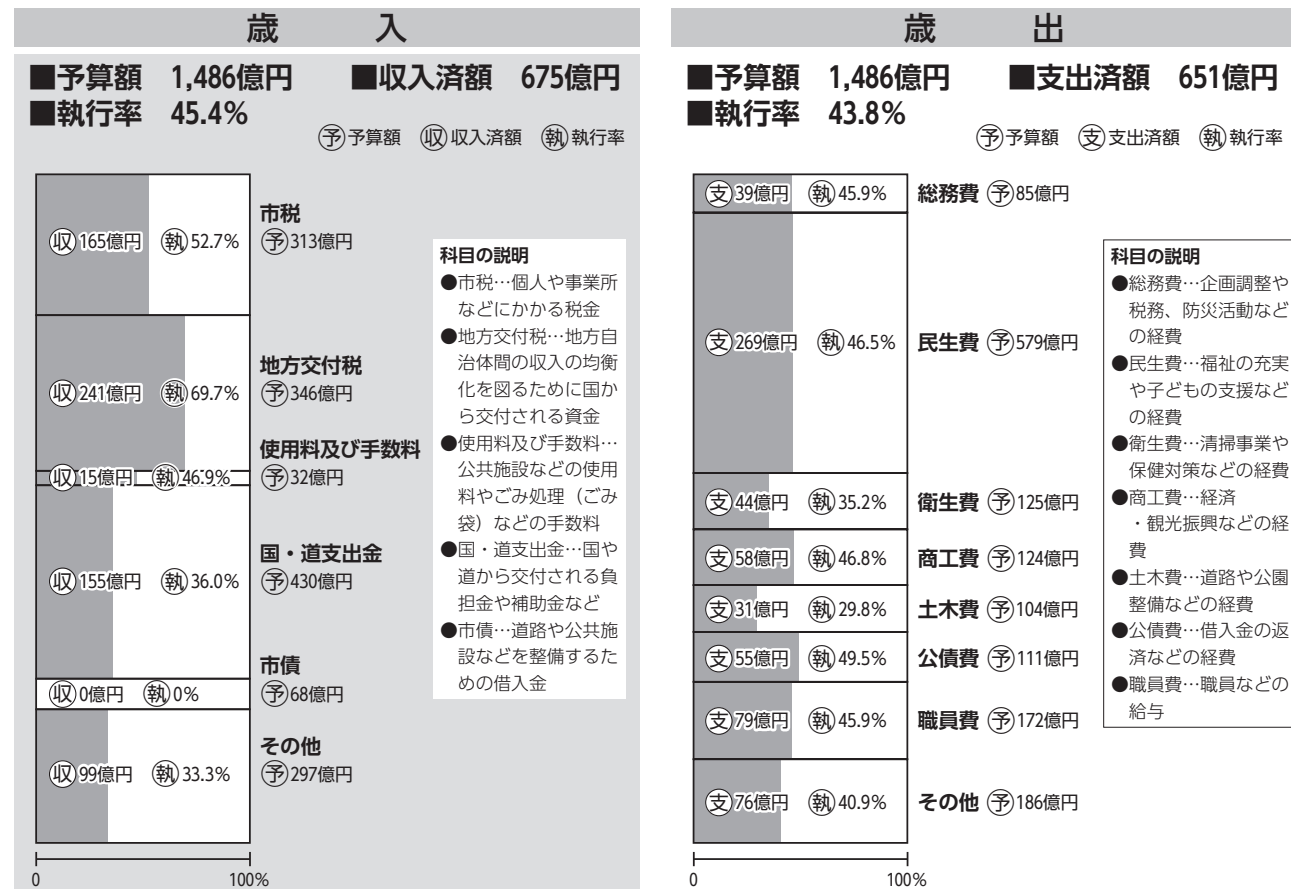 歳入
■予算額 1,486億円 ■収入済額 675億円
■執行率 45.4%
予 予算額 収 収入済額 執 執行率
収 165億円 執 52.7%
市税
予 313億円
収 241億円 執 69.7%
地方交付税
予 346億円
収 15億円 執 46.9%
使用料及び手数料
予 32億円
収 155億円 執 36.0%
国・道支出金
予 430億円
収 0億円 執 0%
市債
予 68億円
収 99億円 執 33.3%
その他
予 297億円
0 100%
科目の説明
●市税…個人や事業所
などにかかる税金
●地方交付税…地方自
治体間の収入の均衡
化を図るために国か
ら交付される資金
●使用料及び手数料…
公共施設などの使用
料やごみ処理（ごみ
袋）などの手数料
●国・道支出金…国や
道から交付される負
担金や補助金など
●市債…道路や公共施
設などを整備するた
めの借入金
歳出
■予算額 1,486億円 ■支出済額 651億円
■執行率 43.8%
予 予算額 支 支出済額 執 執行率
支 39億円 執 45.9% 総務費 予 85億円
支 269億円 執 46.5% 民生費 予 579億円
支 44億円 執 35.2% 衛生費 予 125億円
支 58億円 執 46.8% 商工費 予 124億円
支 31億円 執 29.8% 土木費 予 104億円
支 55億円 執 49.5% 公債費 予 111億円
支 79億円 執 45.9% 職員費 予 172億円
支 76億円 執 40.9% その他 予 186億円
0 100%
科目の説明
●総務費…企画調整や
税務、防災活動など
の経費
●民生費…福祉の充実
や子どもの支援など
の経費
●衛生費…清掃事業や
保健対策などの経費
●商工費…経済
・観光振興などの経
費
●土木費…道路や公園
整備などの経費
●公債費…借入金の返
済などの経費
●職員費…職員などの
給与